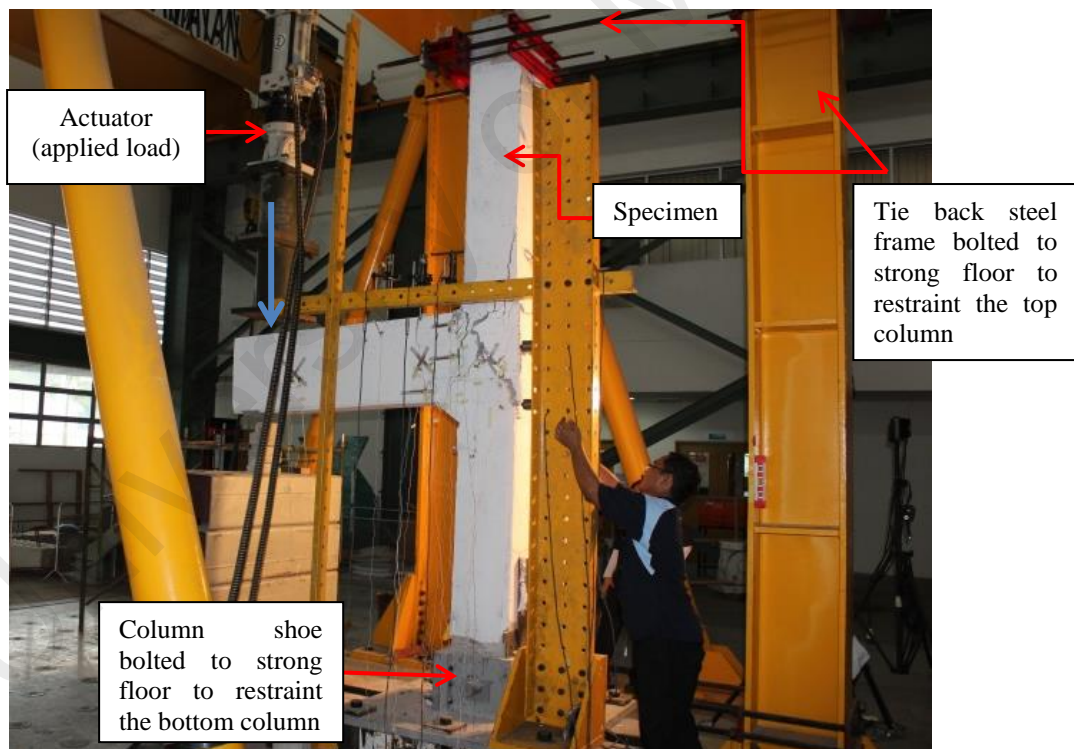 Actuator
(applied load)
Specimen
Tie back steel
frame bolted to
strong floor to
restraint the top
column
Column shoe
bolted to strong
floor to restraint
the bottom column